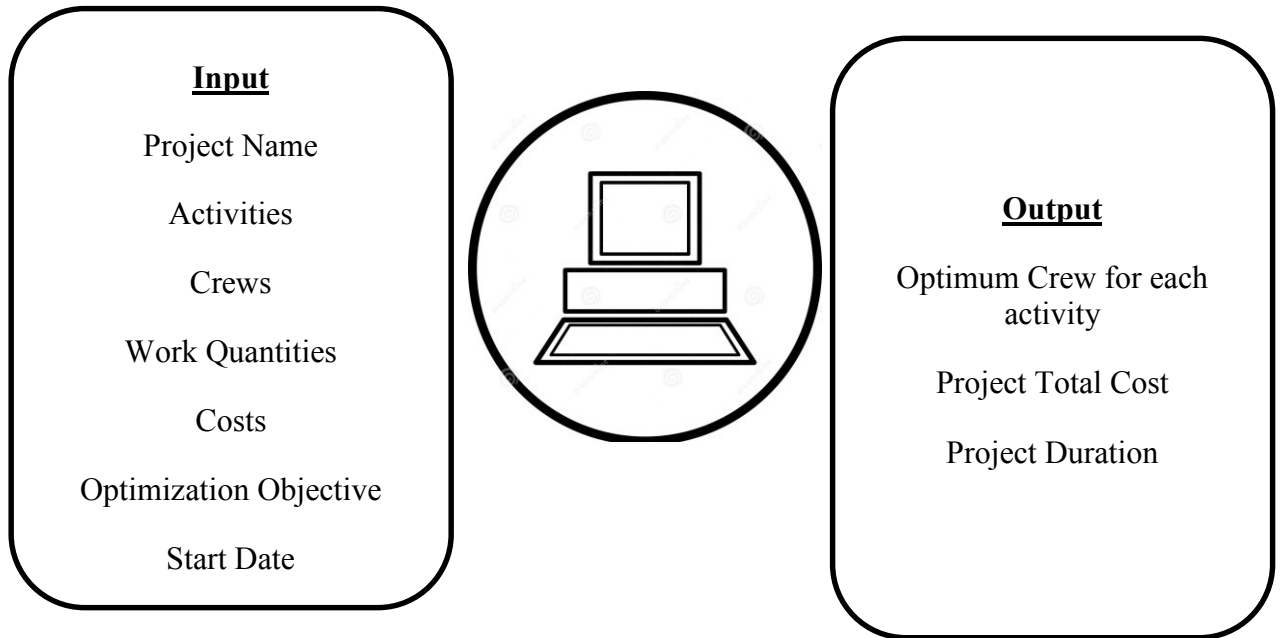 Input
Project Name
Activities
Crews
Work Quantities
Costs
Optimization Objective
Start Date
Output
Optimum Crew for each
activity
Project Total Cost
Project Duration